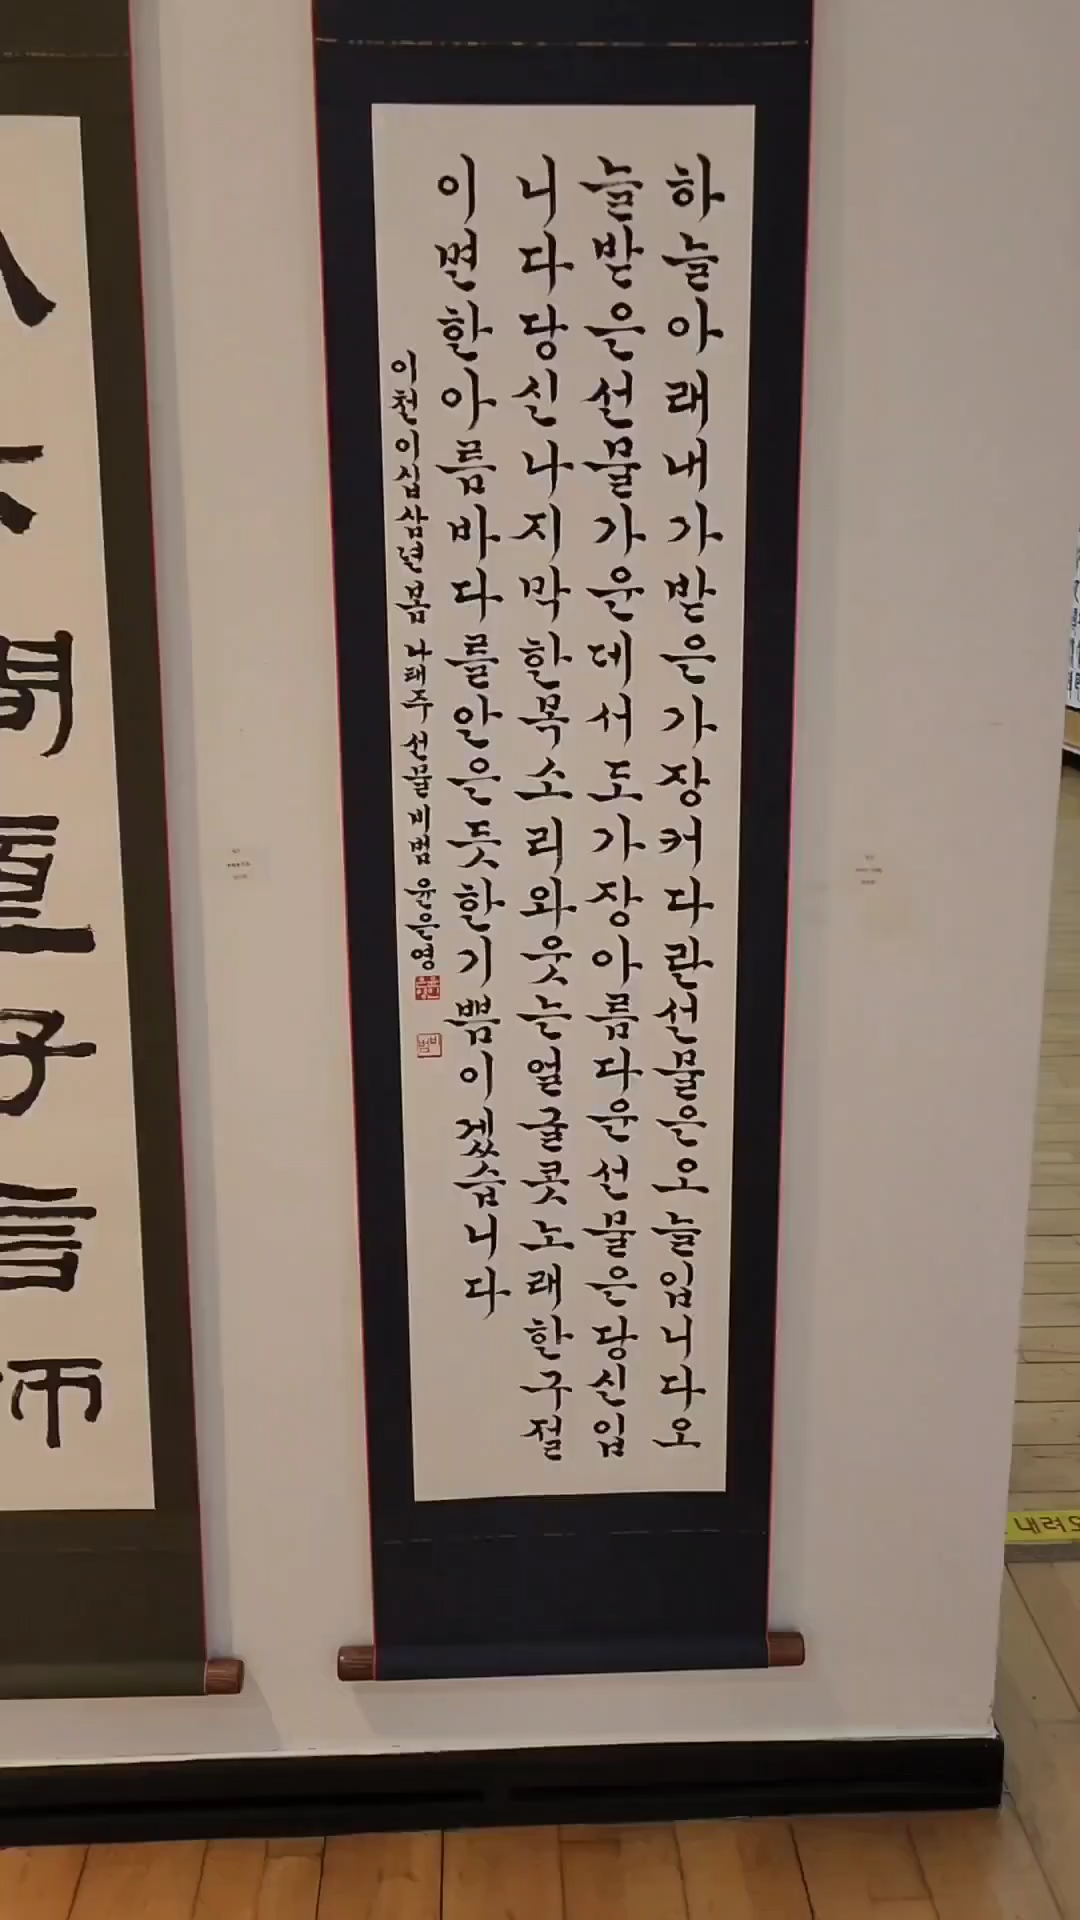 하늘아래내가받은가장커다란선물은오늘입니다오
늘받은선물가운데서도가장아름다운선물은당신입
니다당신나지막한목소리와웃는얼굴콧노래한구절
이면한아름바다를안은듯한기쁨이겠습니다
이천이십삼년봄 나태주 선물 비범 윤은영
내려